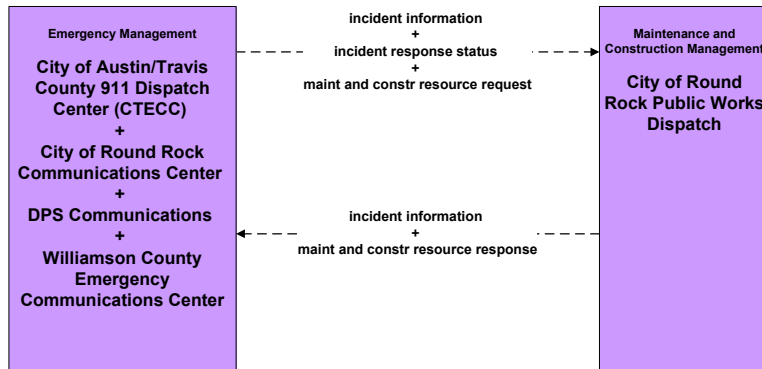 Emergency Management
City of Austin/Travis
County 911 Dispatch
Center (CTECC)
+
City of Round Rock
Communications Center
+
DPS Communications
+
Williamson County
Emergency
Communications Center
incident information
+
incident response status
+
maint and constr resource request
incident information
+
maint and constr resource response
Maintenance and
Construction Management
City of Round
Rock Public Works
Dispatch